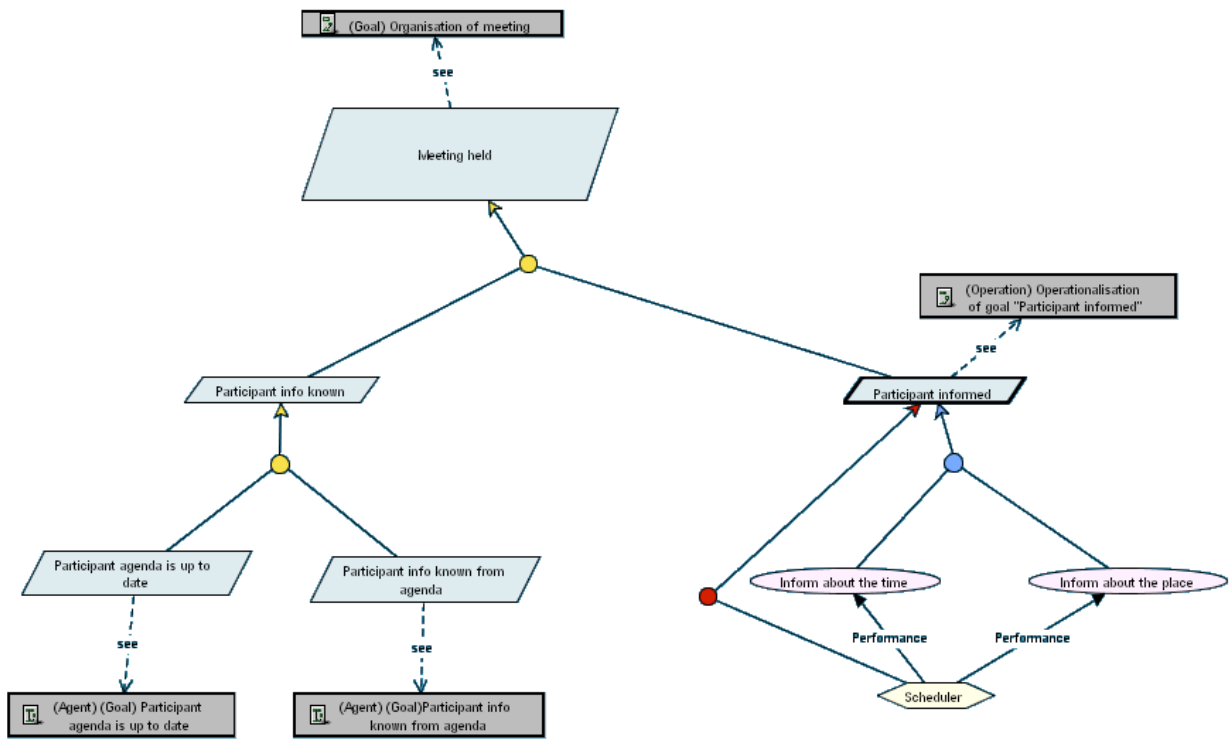 (Goal) Organisation of meeting
see
Meeting held
(Operation) Operationalisation
of goal "Participant informed"
see
Participant info known
Participant informed
Participant agenda is up to
date
Participant info known from
agenda
Inform about the time
Inform about the place
see
see
Performance
Performance
(Agent) (Goal) Participant
agenda is up to date
(Agent) (Goal)Participant info
known from agenda
Scheduler